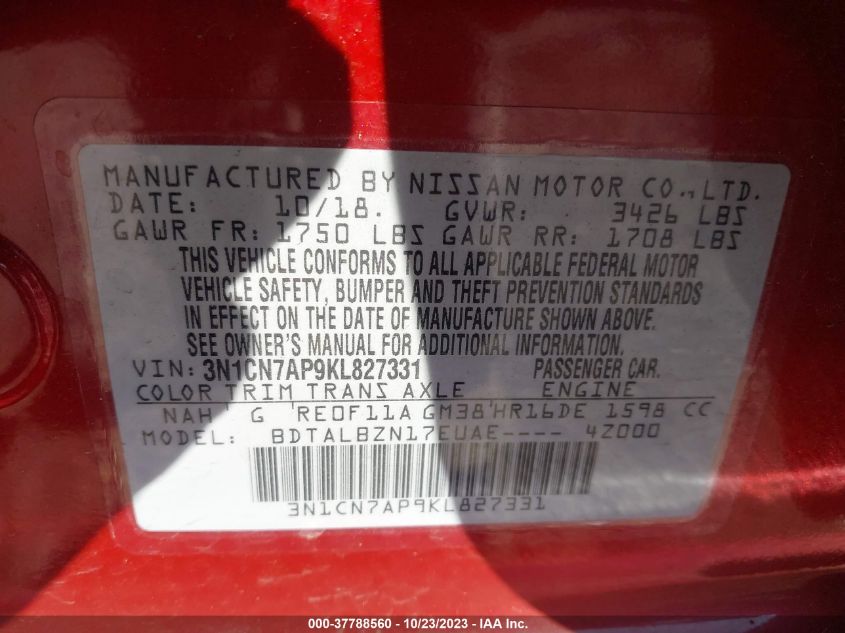 MANUFACTURED BY NISSAN MOTOR CO.,LTD.
DATE: 10/18. GVWR: 3426 LBS
GAWR FR: 1750 LBS GAWR RR: 1708 LBS
THIS VEHICLE CONFORMS TO ALL APPLICABLE FEDERAL MOTOR
VEHICLE SAFETY, BUMPER AND THEFT PREVENTION STANDARDS
IN EFFECT ON THE DATE OF MANUFACTURE SHOWN ABOVE.
SEE OWNER'S MANUAL FOR ADDITIONAL INFORMATION.
VIN: 3N1CN7AP9KL827331 PASSENGER CAR.
COLOR TRIM TRANS AXLE ENGINE
NAH G RE0F11A GM38 HR16DE 1598 CC
MODEL: BDTALBZN17EUAE---- 4Z000
3N1CN7AP9KL827331
000-37788560 - 10/23/2023 - IAA Inc.